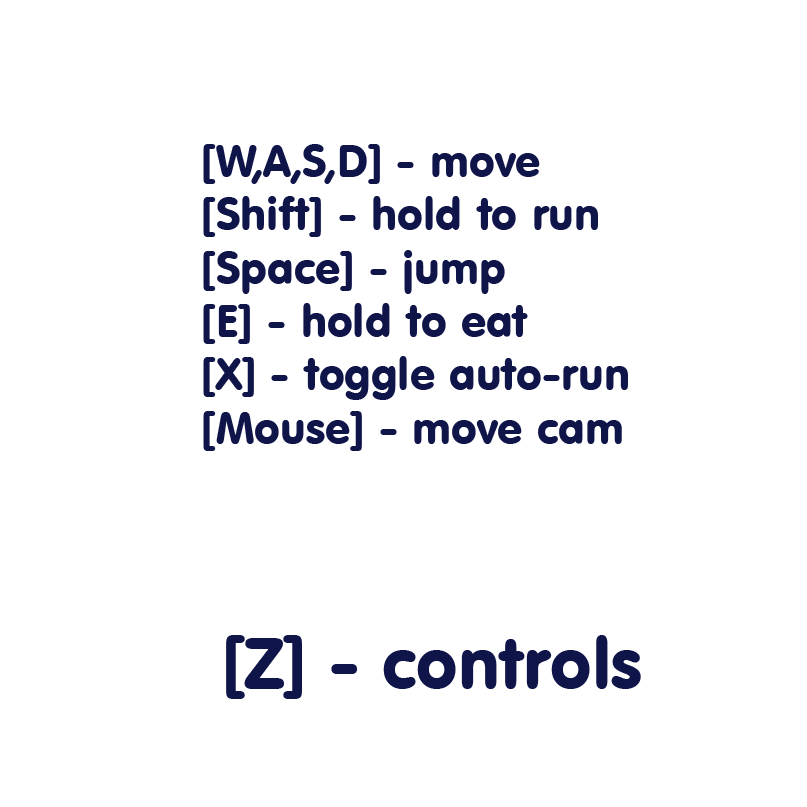 [W,A,S,D] - move
[Shift] - hold to run
[Space] - jump
[E] - hold to eat
[X] - toggle auto-run
[Mouse] - move cam
[Z] - controls